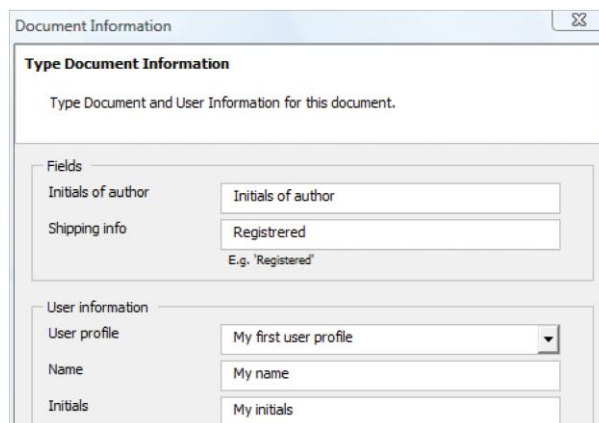 Document Information
Type Document Information
Type Document and User Information for this document.
Fields
Initials of author Initials of author
Shipping info Registrered
E.g. 'Registered'
User information
User profile My first user profile
Name My name
Initials My initials